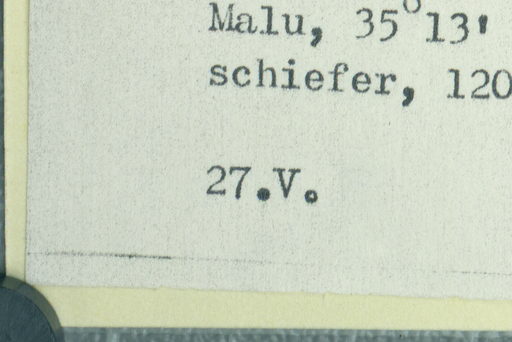 Malu, 35°13'
schiefer, 120
27.V.